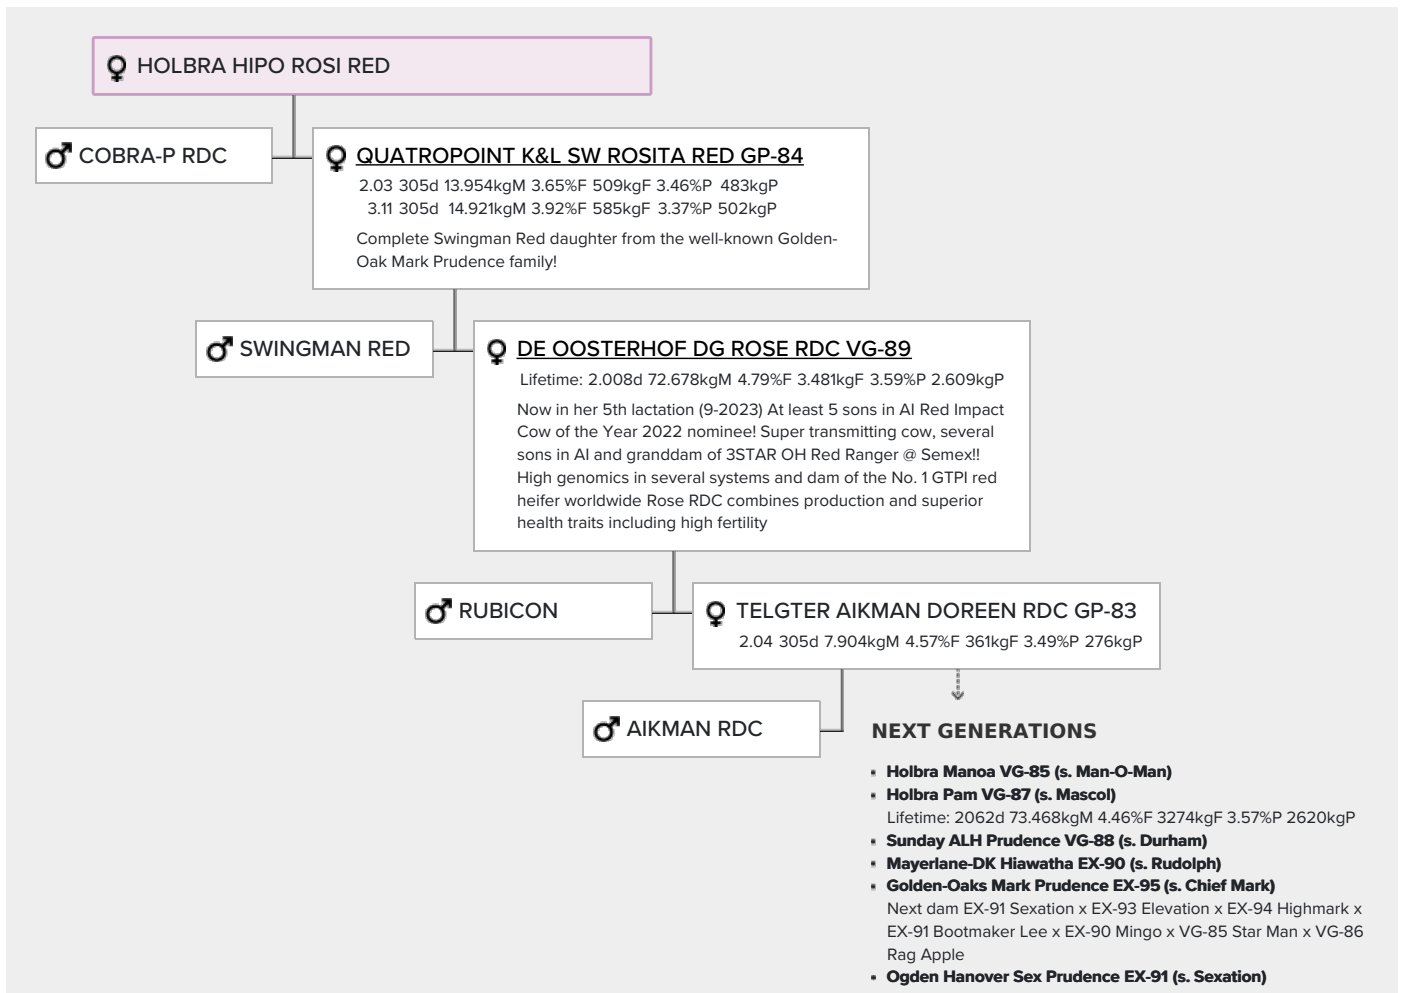 HOLBRA HIPO ROSI RED
COBRA-P RDC
QUATROPOINT K&L SW ROSITA RED GP-84
2.03 305d 13.954kgM 3.65%F 509kgF 3.46%P 483kgP
3.11 305d 14.921kgM 3.92%F 585kgF 3.37%P 502kgP
Complete Swingman Red daughter from the well-known Golden-
Oak Mark Prudence family!
SWINGMAN RED
DE OOSTERHOF DG ROSE RDC VG-89
Lifetime: 2.008d 72.678kgM 4.79%F 3.481kgF 3.59%P 2.609kgP
Now in her 5th lactation (9-2023) At least 5 sons in AI Red Impact
Cow of the Year 2022 nominee! Super transmitting cow, several
sons in AI and granddam of 3STAR OH Red Ranger @ Semex!!
High genomics in several systems and dam of the No. 1 GTPI red
heifer worldwide Rose RDC combines production and superior
health traits including high fertility
RUBICON
TELGTER AIKMAN DOREEN RDC GP-83
2.04 305d 7.904kgM 4.57%F 361kgF 3.49%P 276kgP
AIKMAN RDC
NEXT GENERATIONS
Holbra Manoa VG-85 (s. Man-O-Man)
Holbra Pam VG-87 (s. Mascol)
Lifetime: 2062d 73.468kgM 4.46%F 3274kgF 3.57%P 2620kgP
Sunday ALH Prudence VG-88 (s. Durham)
Mayerlane-DK Hiawatha EX-90 (s. Rudolph)
Golden-Oaks Mark Prudence EX-95 (s. Chief Mark)
Next dam EX-91 Sexation x EX-93 Elevation x EX-94 Highmark x
EX-91 Bootmaker Lee x EX-90 Mingo x VG-85 Star Man x VG-86
Rag Apple
Ogden Hanover Sex Prudence EX-91 (s. Sexation)